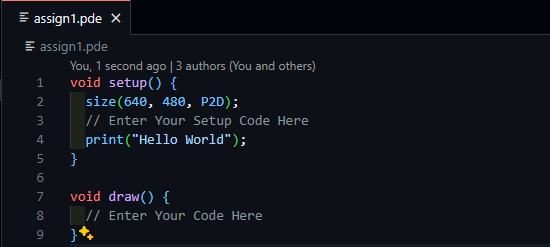 assign1.pde
assign1.pde
You, 1 second ago | 3 authors (You and others)
1 void setup() {
2 size(640, 480, P2D);
3 // Enter Your Setup Code Here
4 print("Hello World");
5 }
6
7 void draw() {
8 // Enter Your Code Here
9 }